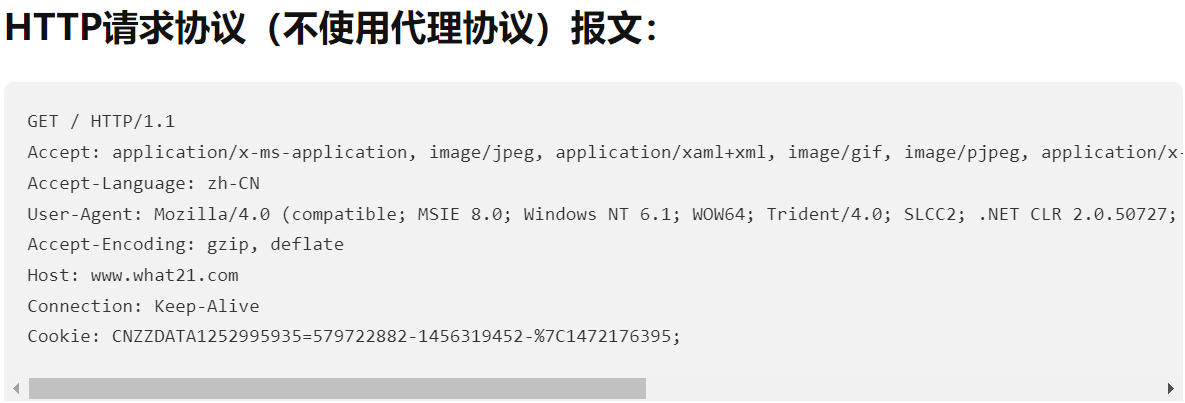 HTTP请求协议（不使用代理协议）报文：
GET / HTTP/1.1
Accept: application/x-ms-application, image/jpeg, application/xaml+xml, image/gif, image/pjpeg, application/x-
Accept-Language: zh-CN
User-Agent: Mozilla/4.0 (compatible; MSIE 8.0; Windows NT 6.1; WOW64; Trident/4.0; SLCC2; .NET CLR 2.0.50727;
Accept-Encoding: gzip, deflate
Host: www.what21.com
Connection: Keep-Alive
Cookie: CNZZDATA1252995935=579722882-1456319452-%7C1472176395;